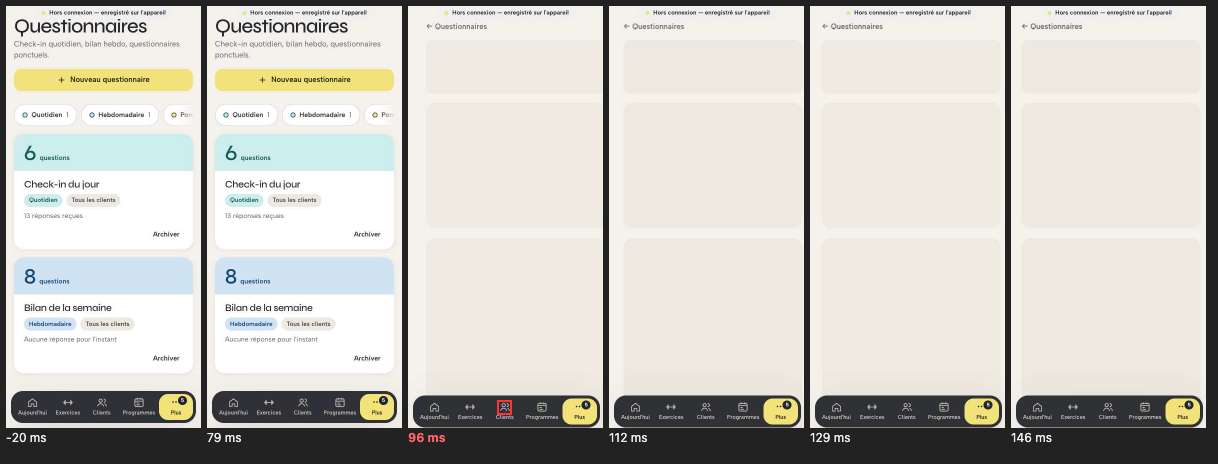 Hors connexion — enregistré sur l'appareil
Questionnaires
Check-in quotidien, bilan hebdo, questionnaires
ponctuels.
+ Nouveau questionnaire
Quotidien 1
Hebdomadaire 1
Pon
6 questions
Check-in du jour
Quotidien
Tous les clients
13 réponses reçues
Archiver
8 questions
Bilan de la semaine
Hebdomadaire
Tous les clients
Aucune réponse pour l'instant
Archiver
Aujourd'hui
Exercices
Clients
Programmes
5
Plus
-20 ms
Hors connexion — enregistré sur l'appareil
Questionnaires
Check-in quotidien, bilan hebdo, questionnaires
ponctuels.
+ Nouveau questionnaire
Quotidien 1
Hebdomadaire 1
Pon
6 questions
Check-in du jour
Quotidien
Tous les clients
13 réponses reçues
Archiver
8 questions
Bilan de la semaine
Hebdomadaire
Tous les clients
Aucune réponse pour l'instant
Archiver
Aujourd'hui
Exercices
Clients
Programmes
5
Plus
79 ms
Hors connexion — enregistré sur l'appareil
← Questionnaires
Aujourd'hui
Exercices
Clients
Programmes
5
Plus
96 ms
Hors connexion — enregistré sur l'appareil
← Questionnaires
Aujourd'hui
Exercices
Clients
Programmes
5
Plus
112 ms
Hors connexion — enregistré sur l'appareil
← Questionnaires
Aujourd'hui
Exercices
Clients
Programmes
5
Plus
129 ms
Hors connexion — enregistré sur l'appareil
← Questionnaires
Aujourd'hui
Exercices
Clients
Programmes
5
Plus
146 ms